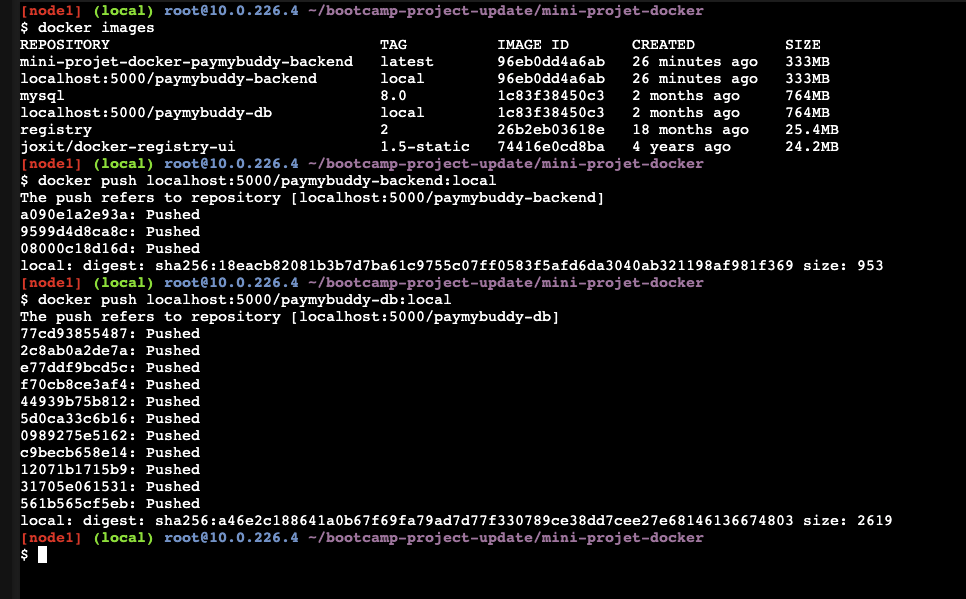 [node1] (local) root@10.0.226.4 ~/bootcamp-project-update/mini-projet-docker
$ docker images
REPOSITORY TAG IMAGE ID CREATED SIZE
mini-projet-docker-paymybuddy-backend latest 96eb0dd4a6ab 26 minutes ago 333MB
localhost:5000/paymybuddy-backend local 96eb0dd4a6ab 26 minutes ago 333MB
mysql 8.0 1c83f38450c3 2 months ago 764MB
localhost:5000/paymybuddy-db local 1c83f38450c3 2 months ago 764MB
registry 2 26b2eb03618e 18 months ago 25.4MB
joxit/docker-registry-ui 1.5-static 74416e0cd8ba 4 years ago 24.2MB
[node1] (local) root@10.0.226.4 ~/bootcamp-project-update/mini-projet-docker
$ docker push localhost:5000/paymybuddy-backend:local
The push refers to repository [localhost:5000/paymybuddy-backend]
a090e1a2e93a: Pushed
9599d4d8ca8c: Pushed
08000c18d16d: Pushed
local: digest: sha256:18eacb82081b3b7d7ba61c9755c07ff0583f5afd6da3040ab321198af981f369 size: 953
[node1] (local) root@10.0.226.4 ~/bootcamp-project-update/mini-projet-docker
$ docker push localhost:5000/paymybuddy-db:local
The push refers to repository [localhost:5000/paymybuddy-db]
77cd93855487: Pushed
2c8ab0a2de7a: Pushed
e77ddf9bcd5c: Pushed
f70cb8ce3af4: Pushed
44939b75b812: Pushed
5d0ca33c6b16: Pushed
0989275e5162: Pushed
c9becb658e14: Pushed
12071b1715b9: Pushed
31705e061531: Pushed
561b565cf5eb: Pushed
local: digest: sha256:a46e2c188641a0b67f69fa79ad7d77f330789ce38dd7cee27e68146136674803 size: 2619
[node1] (local) root@10.0.226.4 ~/bootcamp-project-update/mini-projet-docker
$